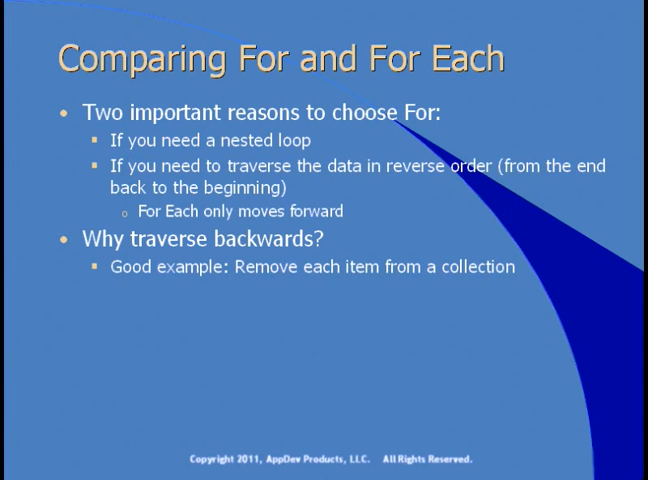 Comparing For and For Each
• Two important reasons to choose For:
▪ If you need a nested loop
▪ If you need to traverse the data in reverse order (from the end
back to the beginning)
o For Each only moves forward
• Why traverse backwards?
▪ Good example: Remove each item from a collection
Copyright 2011, AppDev Products, LLC. All Rights Reserved.